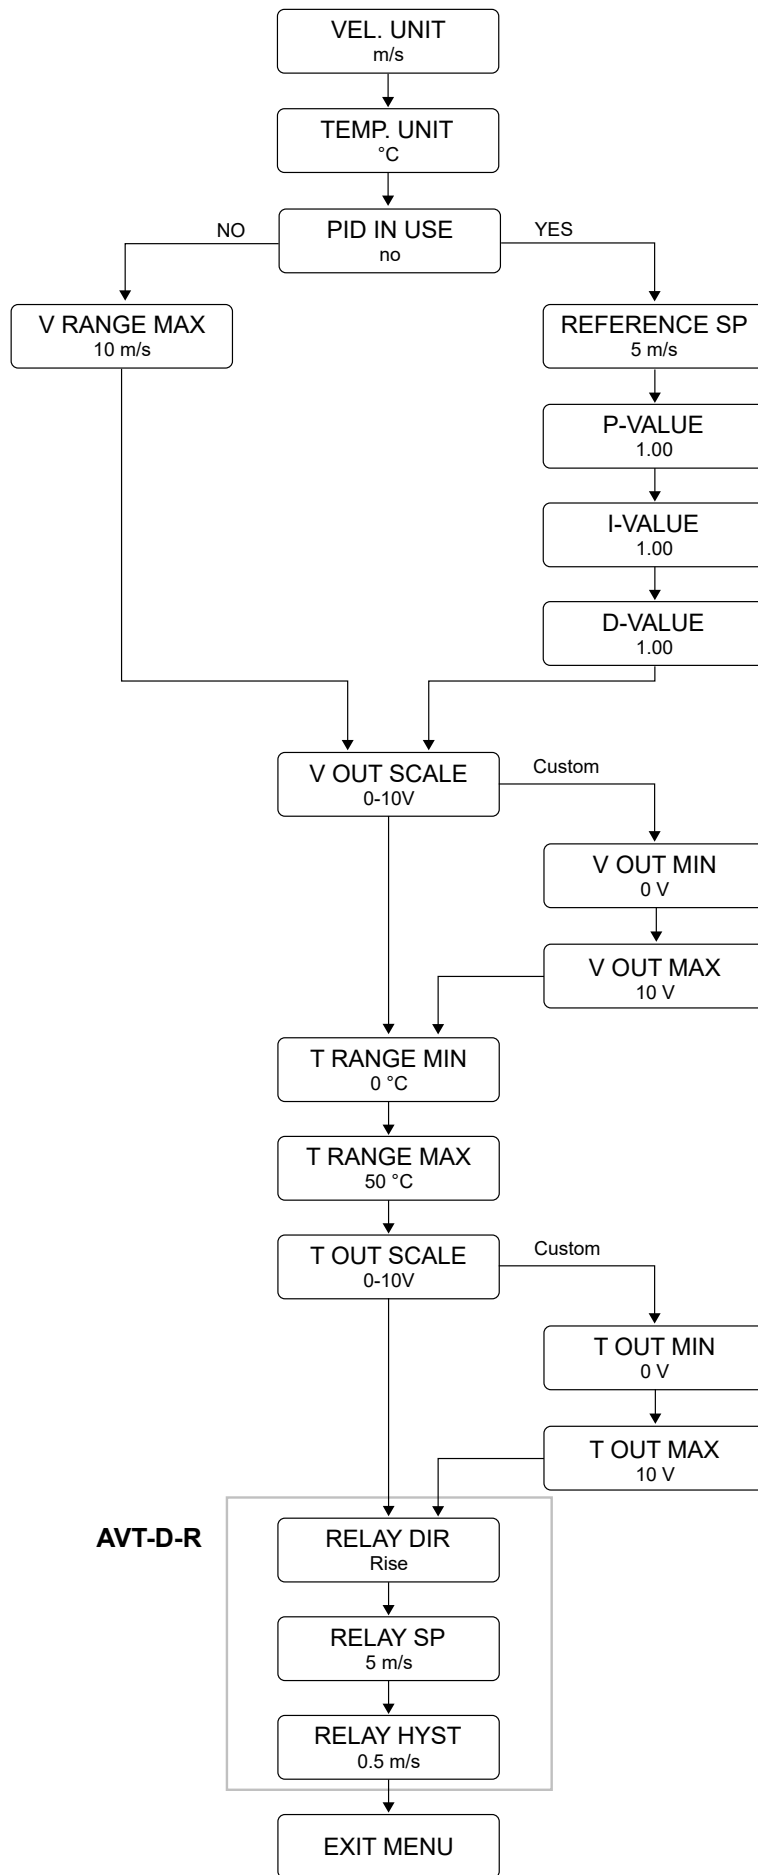 VEL. UNIT
m/s
TEMP. UNIT
°C
NO
PID IN USE
no
YES
V RANGE MAX
10 m/s
REFERENCE SP
5 m/s
P-VALUE
1.00
I-VALUE
1.00
D-VALUE
1.00
V OUT SCALE
0-10V
Custom
V OUT MIN
0 V
V OUT MAX
10 V
T RANGE MIN
0 °C
T RANGE MAX
50 °C
T OUT SCALE
0-10V
Custom
T OUT MIN
0 V
T OUT MAX
10 V
AVT-D-R
RELAY DIR
Rise
RELAY SP
5 m/s
RELAY HYST
0.5 m/s
EXIT MENU